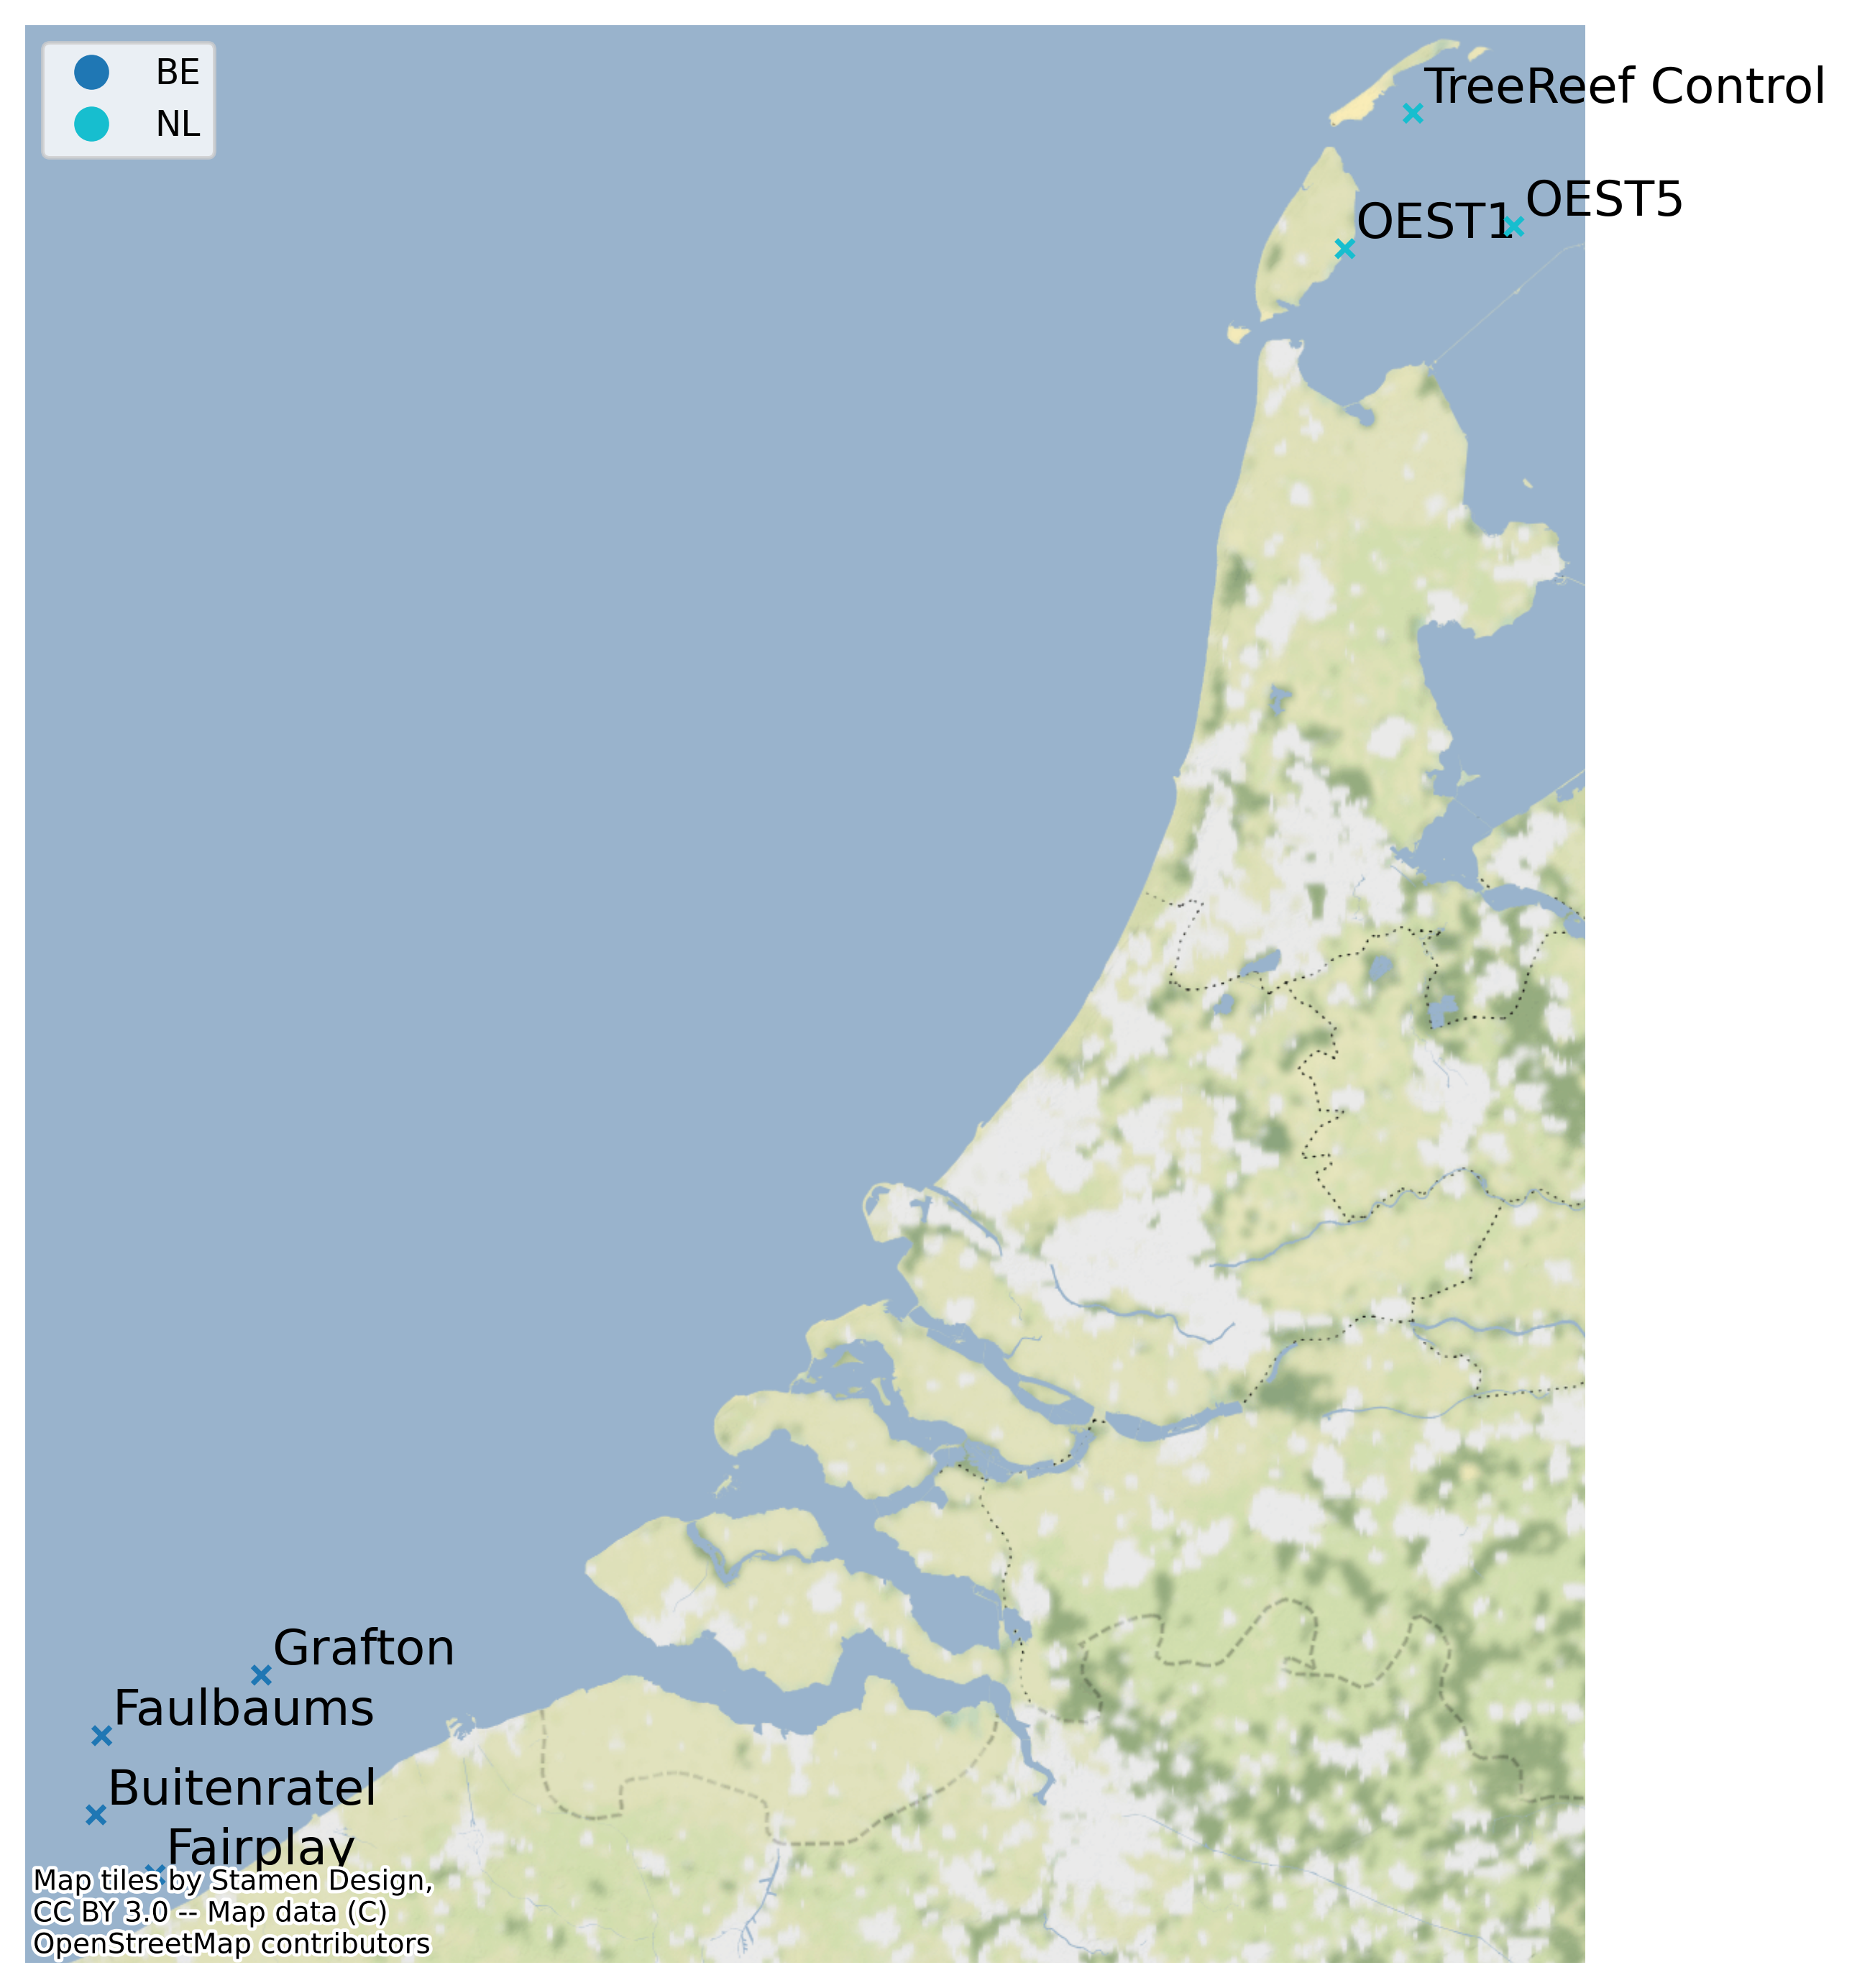 BE
NL
TreeReef Control
OEST5
OEST1
Grafton
Faulbaums
Buitenratel
Fairplay
Map tiles by Stamen Design,
CC BY 3.0 -- Map data (C)
OpenStreetMap contributors